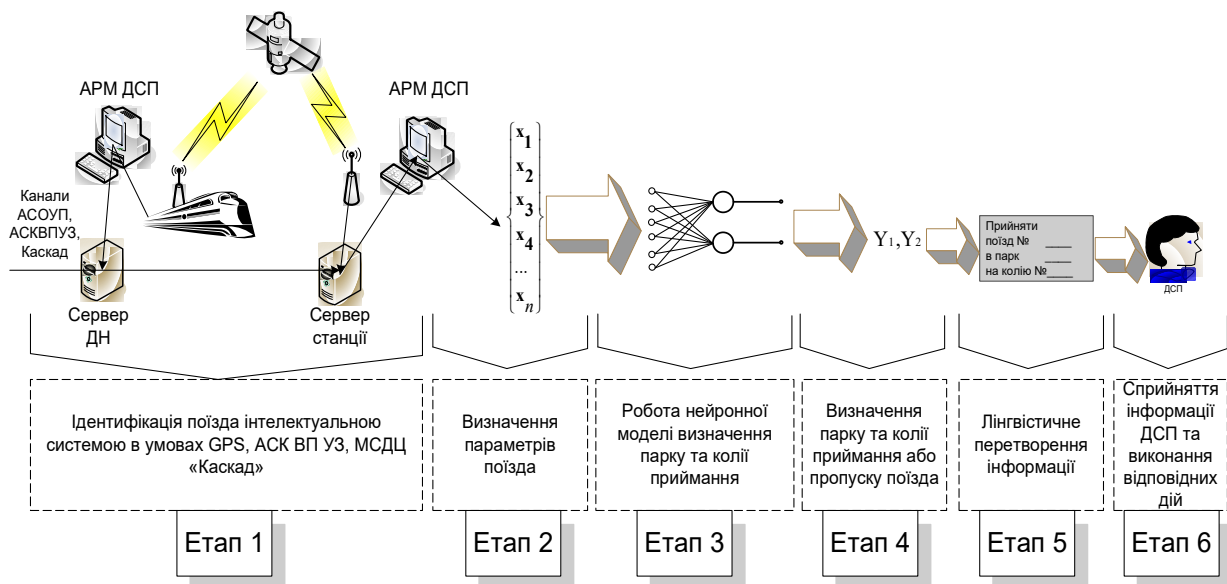 АРМ ДСП
АРМ ДСП
Канали
АСОУП,
АСКВПУЗ,
Каскад
Сервер
ДН
Сервер
станції
x1
x2
x3
x4
...
xn
Y1,Y2
Прийняти
поїзд № ____
в парк ____
на колію №____
ДСП
Ідентифікація поїзда інтелектуальною
системою в умовах GPS, АСК ВП УЗ, МСДЦ
«Каскад»
Визначення
параметрів
поїзда
Робота нейронної
моделі визначення
парку та колії
приймання
Визначення
парку та колії
приймання або
пропуску поїзда
Лінгвістичне
перетворення
інформації
Сприйняття
інформації
ДСП та
виконання
відповідних
дій
Етап 1
Етап 2
Етап 3
Етап 4
Етап 5
Етап 6